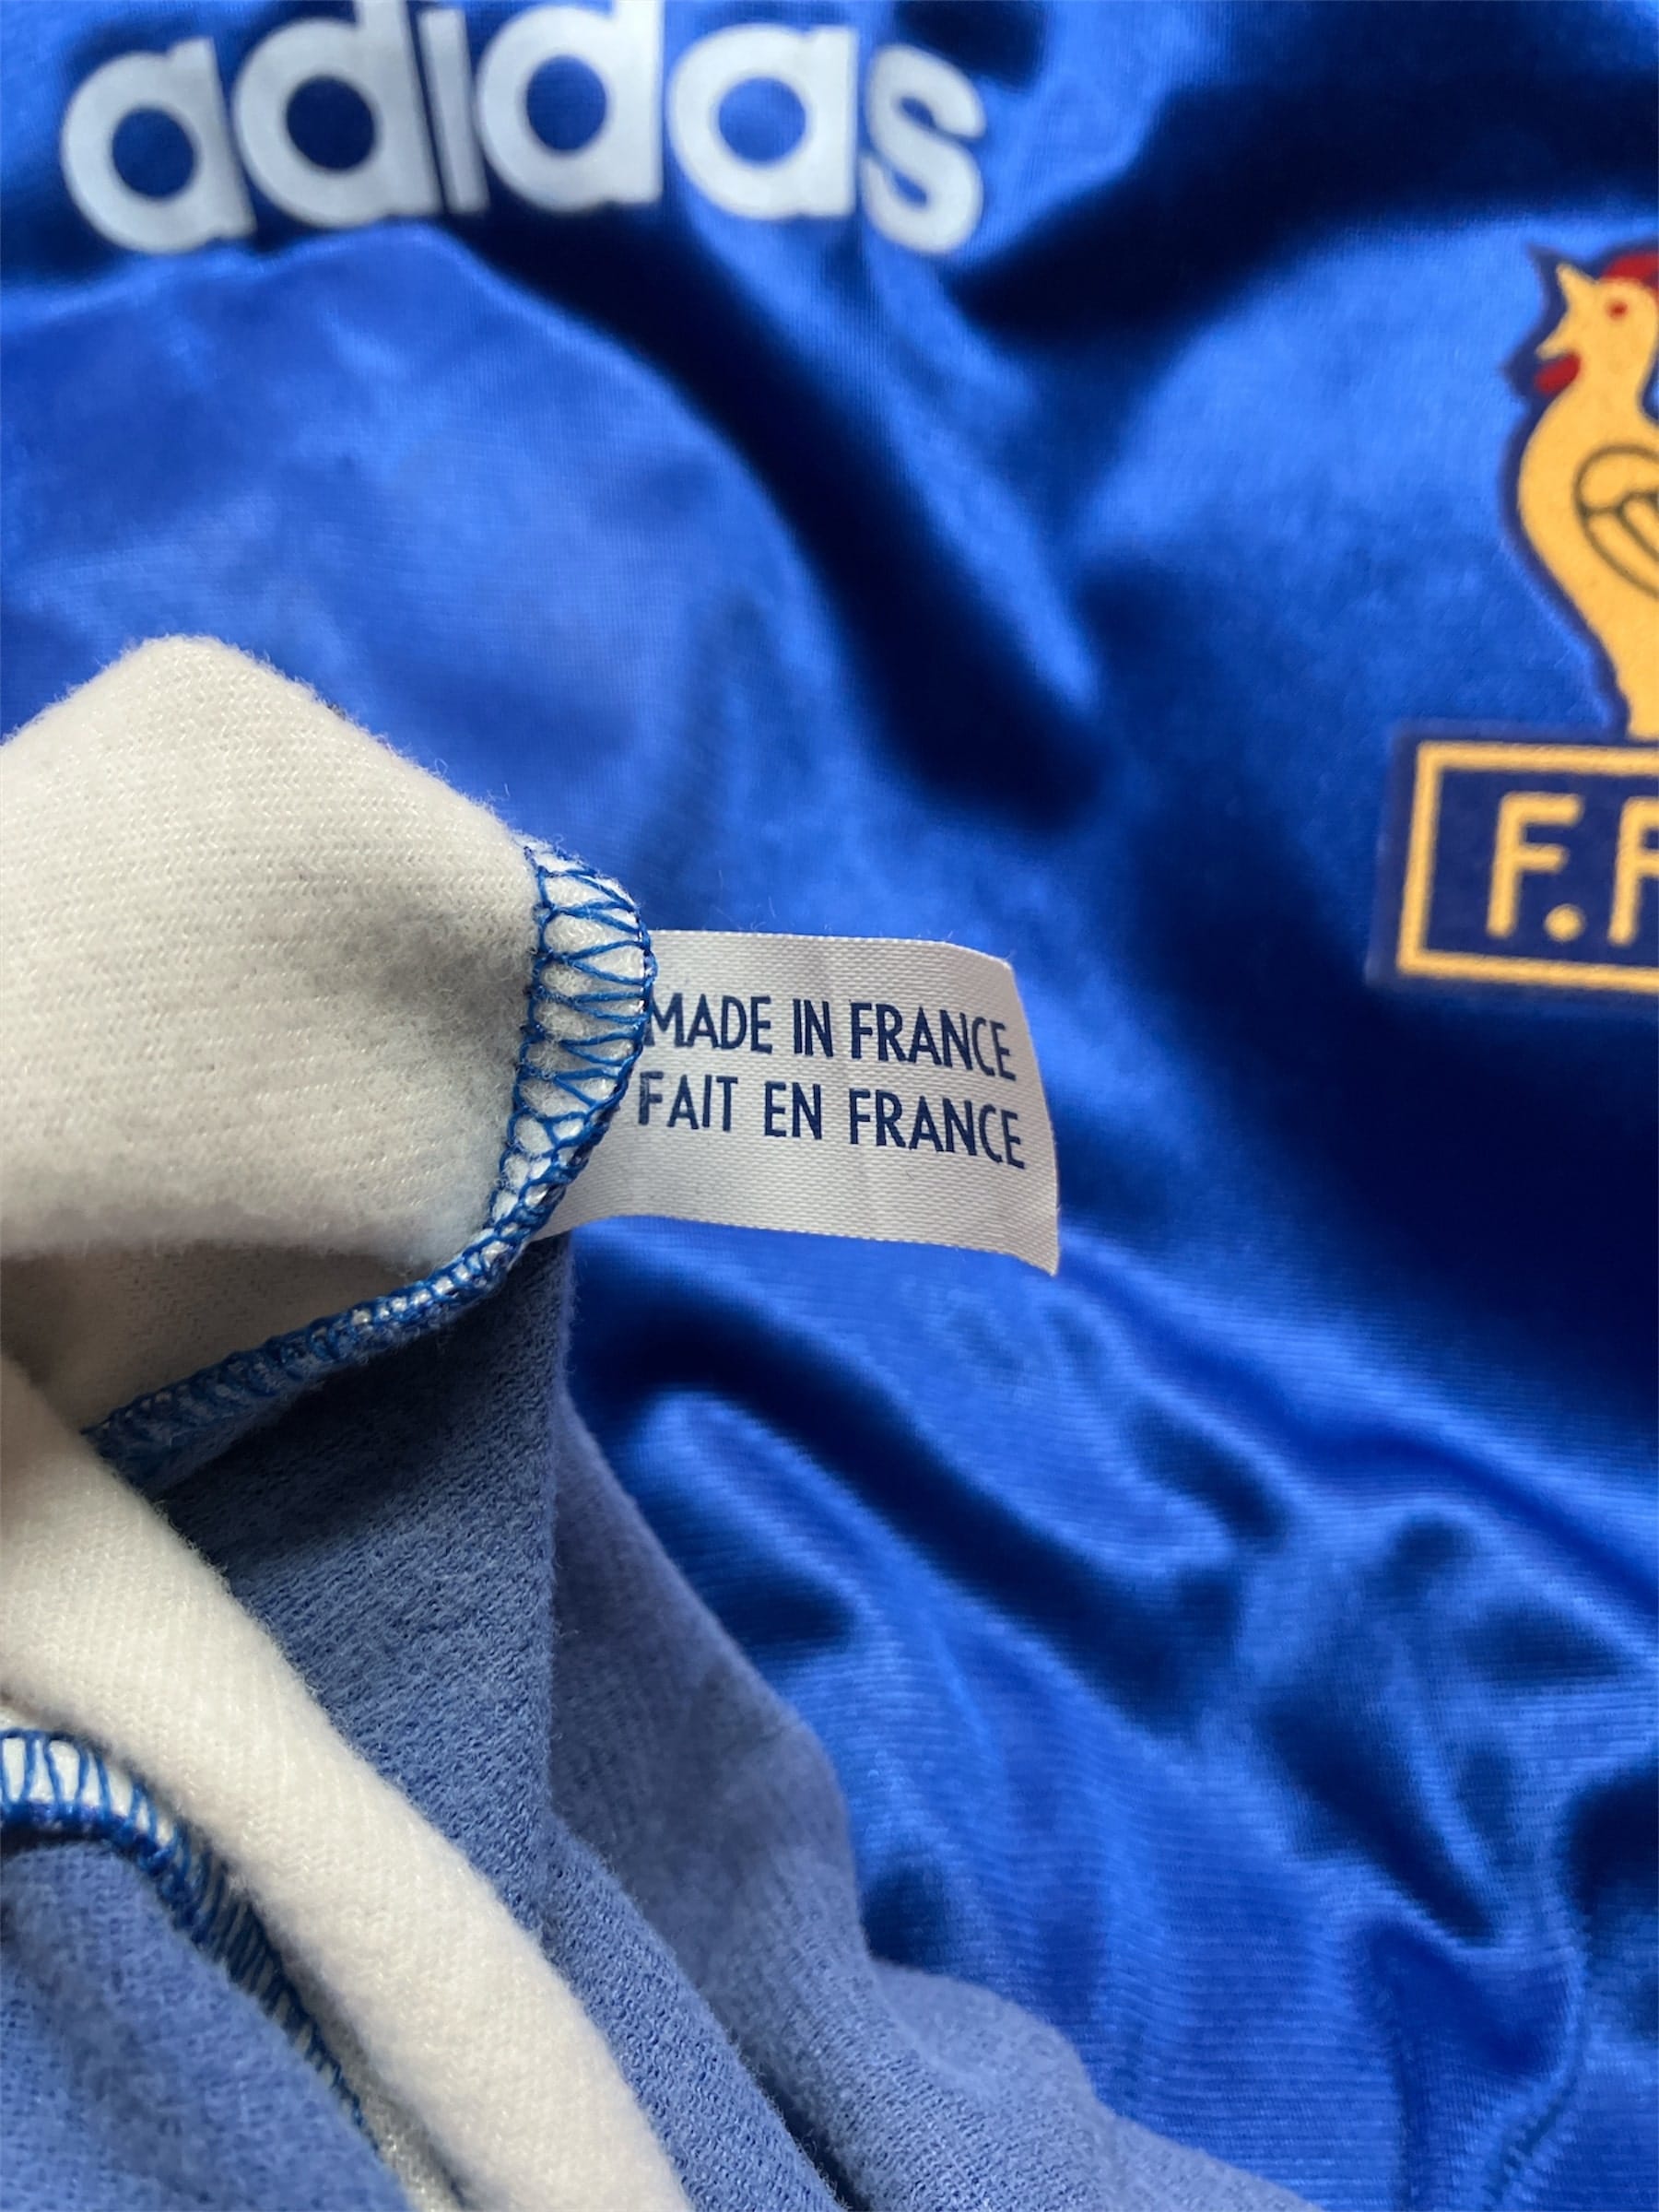 adidas
F.F
MADE IN FRANCE
FAIT EN FRANCE